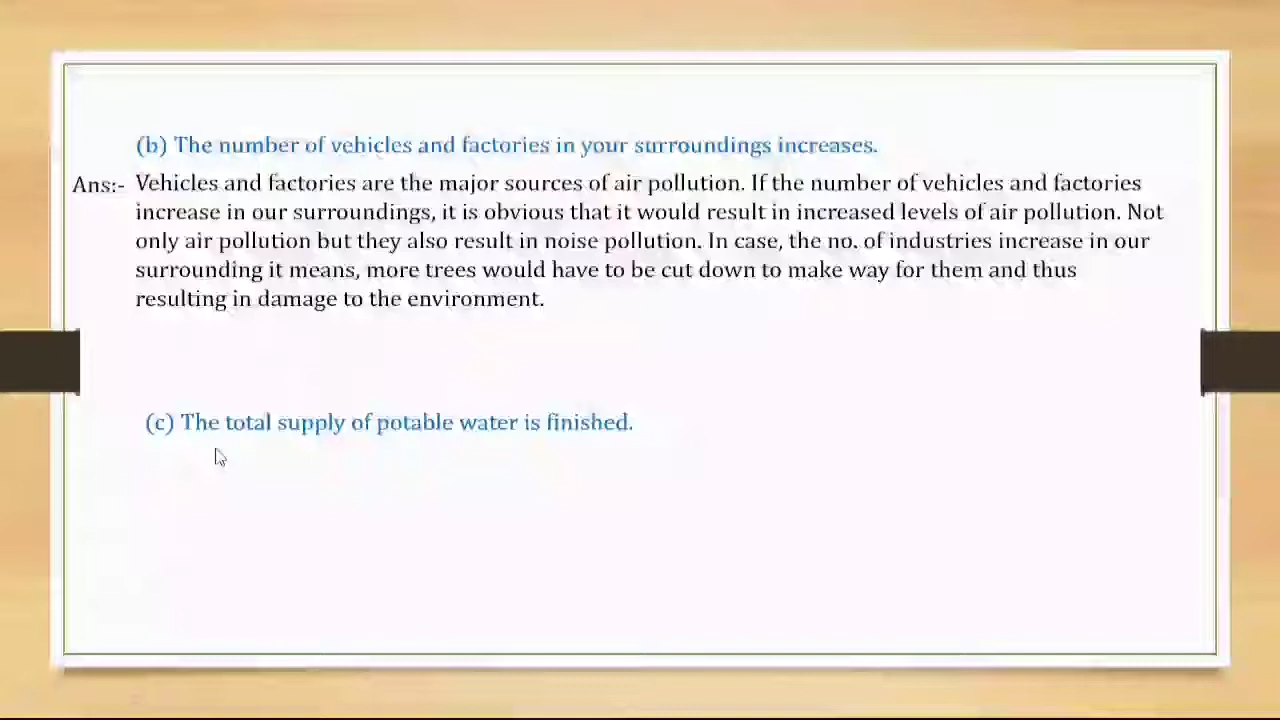 (b) The number of vehicles and factories in your surroundings increases.
Ans:- Vehicles and factories are the major sources of air pollution. If the number of vehicles and factories
increase in our surroundings, it is obvious that it would result in increased levels of air pollution. Not
only air pollution but they also result in noise pollution. In case, the no. of industries increase in our
surrounding it means, more trees would have to be cut down to make way for them and thus
resulting in damage to the environment.
(c) The total supply of potable water is finished.